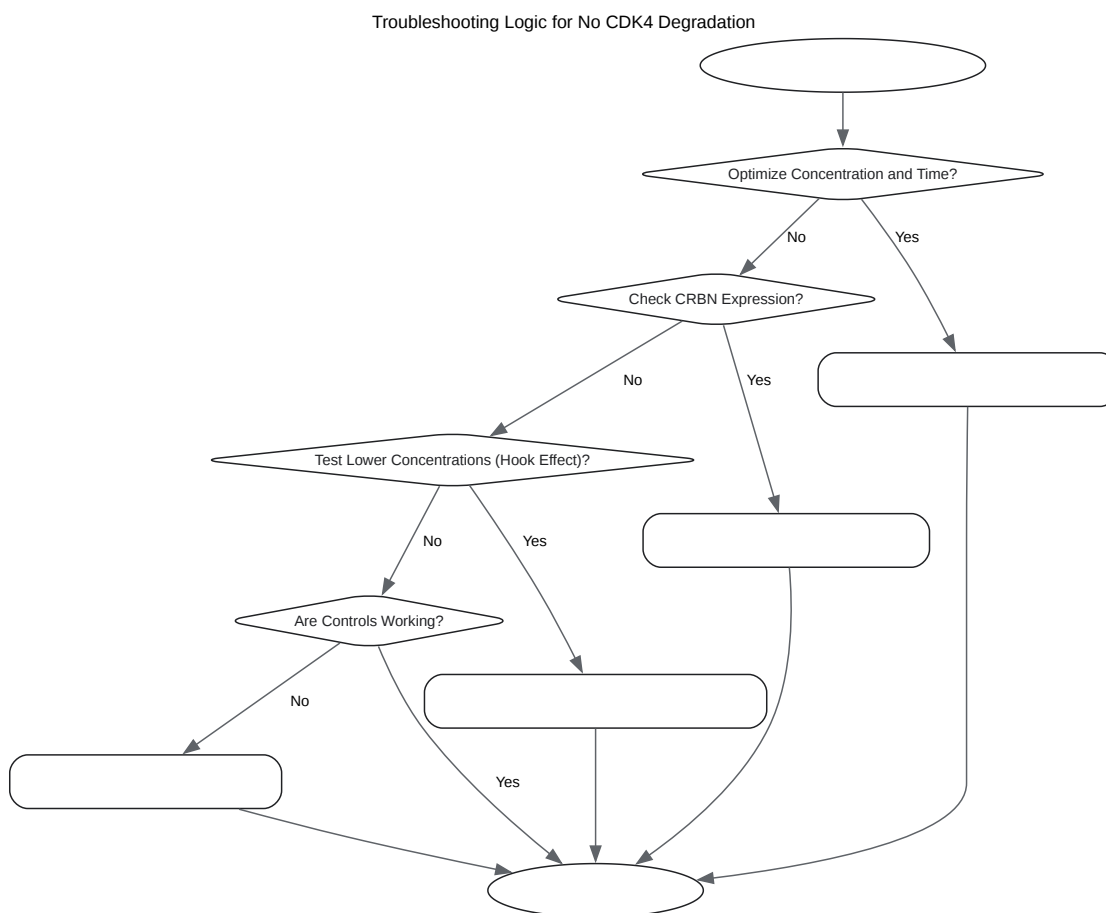 Troubleshooting Logic for No CDK4 Degradation
Optimize Concentration and Time?
No
Yes
Check CRBN Expression?
No
Yes
Test Lower Concentrations (Hook Effect)?
No
Yes
Are Controls Working?
No
Yes